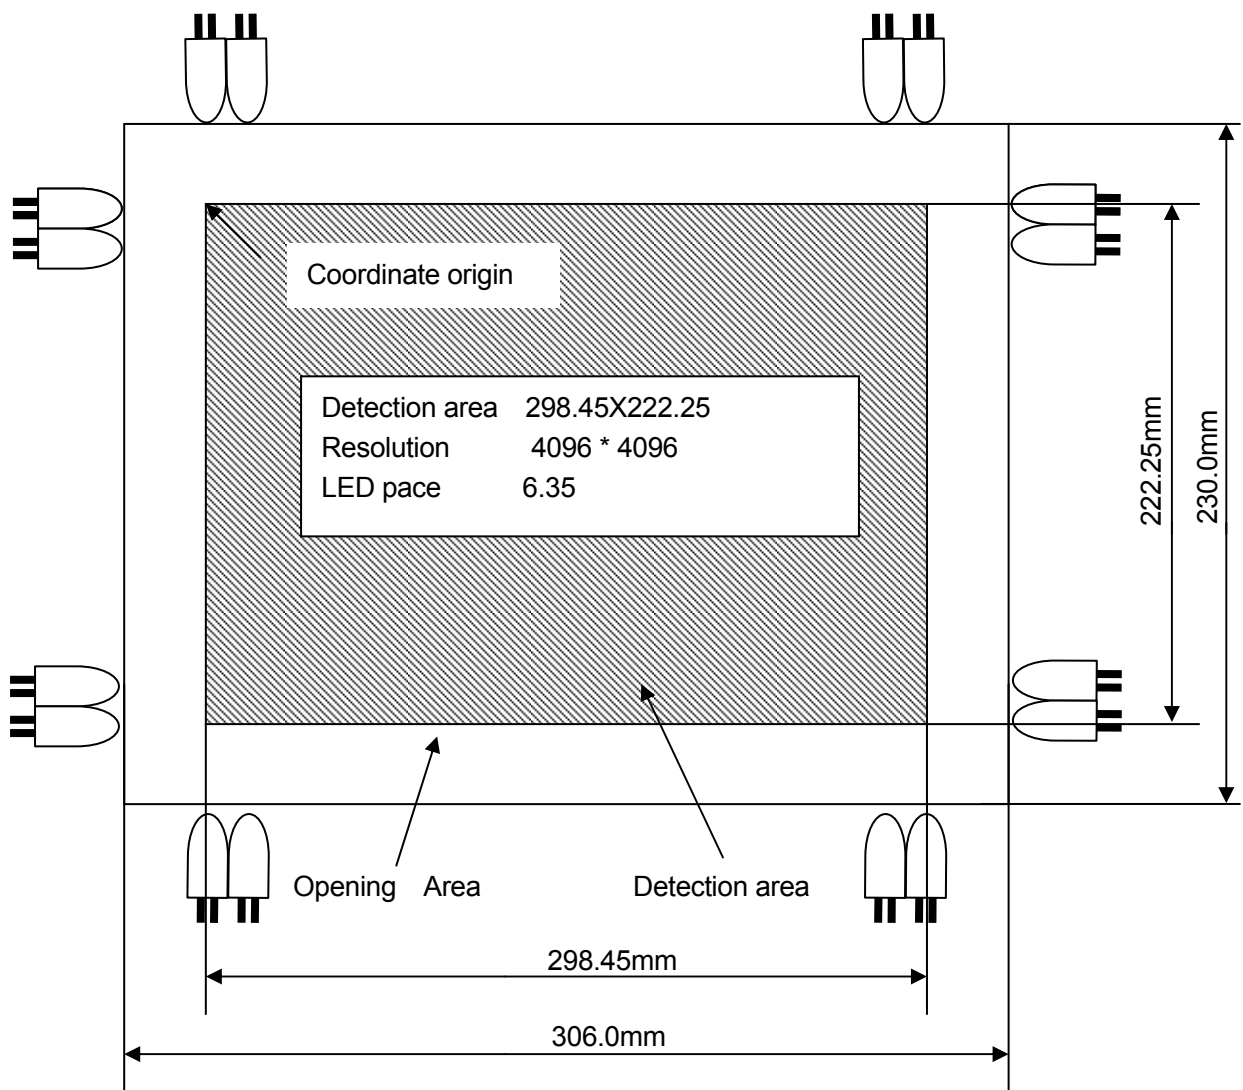 Coordinate origin
Detection area 298.45X222.25
Resolution 4096 * 4096
LED pace 6.35
222.25mm
230.0mm
Opening Area
Detection area
298.45mm
306.0mm